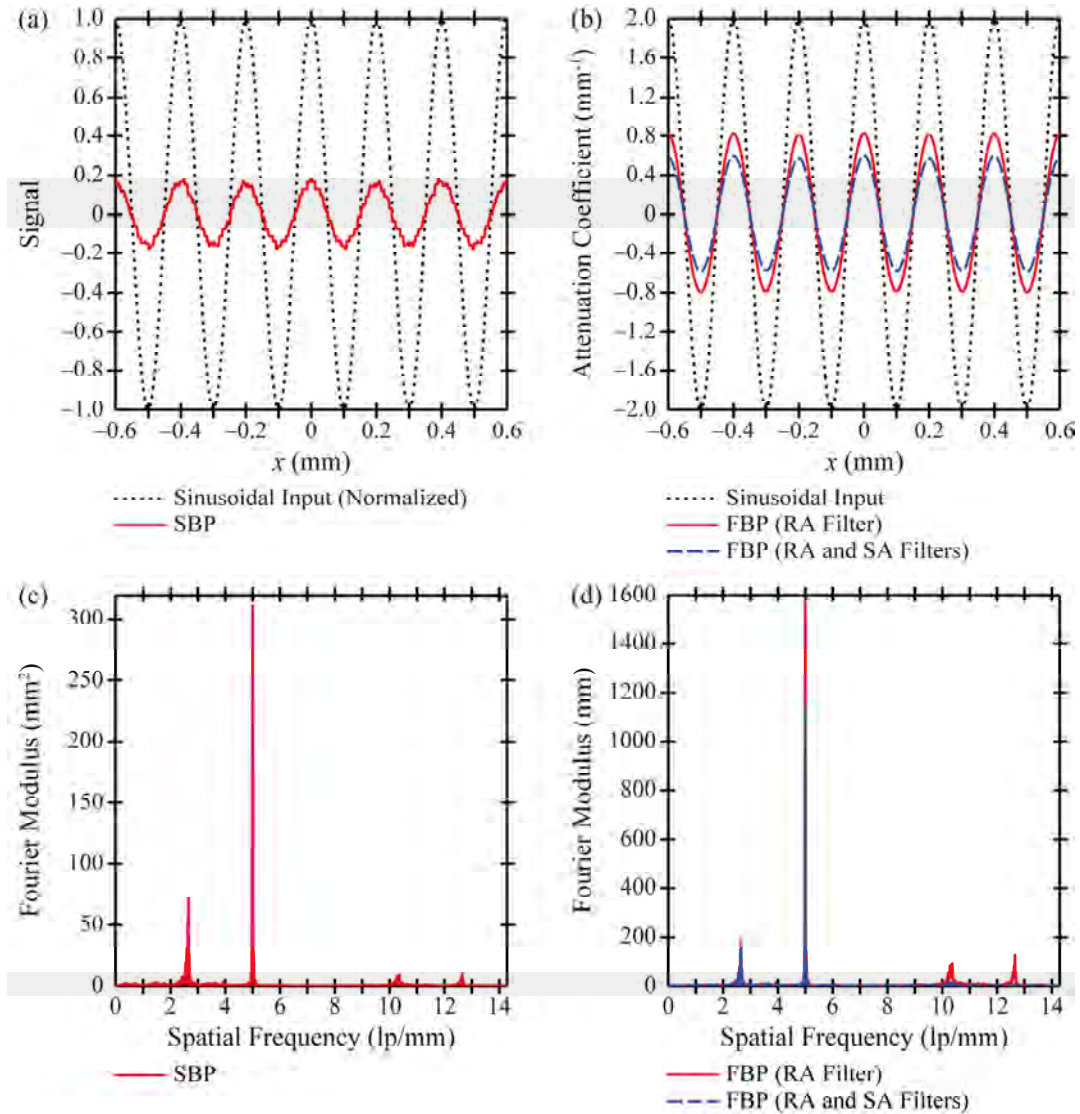 (a)
1.0
0.8
0.6
0.4
0.2
0
−0.2
−0.4
−0.6
−0.8
−1.0
Signal
−0.6 −0.4 −0.2 0 0.2 0.4 0.6
x (mm)
Sinusoidal Input (Normalized)
SBP
(b)
2.0
1.6
1.2
0.8
0.4
0
−0.4
−0.8
−1.2
−1.6
−2.0
Attenuation Coefficient (mm⁻¹)
−0.6 −0.4 −0.2 0 0.2 0.4 0.6
x (mm)
Sinusoidal Input
FBP (RA Filter)
FBP (RA and SA Filters)
(c)
300
250
200
150
100
50
0
Fourier Modulus (mm²)
0 2 4 6 8 10 12 14
Spatial Frequency (lp/mm)
SBP
(d)
1600
1400
1200
1000
800
600
400
200
0
Fourier Modulus (mm)
0 2 4 6 8 10 12 14
Spatial Frequency (lp/mm)
FBP (RA Filter)
FBP (RA and SA Filters)